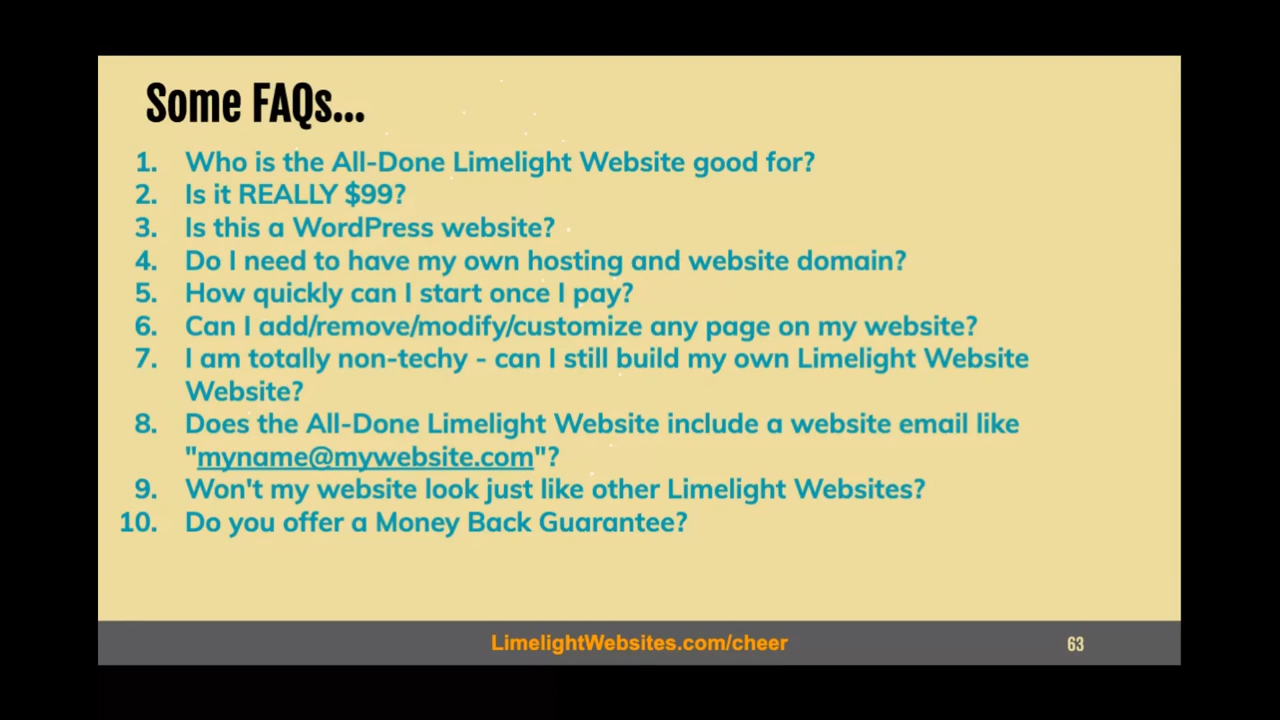 Some FAQs...
1. Who is the All-Done Limelight Website good for?
2. Is it REALLY $99?
3. Is this a WordPress website?
4. Do I need to have my own hosting and website domain?
5. How quickly can I start once I pay?
6. Can I add/remove/modify/customize any page on my website?
7. I am totally non-techy - can I still build my own Limelight Website
Website?
8. Does the All-Done Limelight Website include a website email like
"myname@mywebsite.com"?
9. Won't my website look just like other Limelight Websites?
10. Do you offer a Money Back Guarantee?
LimelightWebsites.com/cheer
63